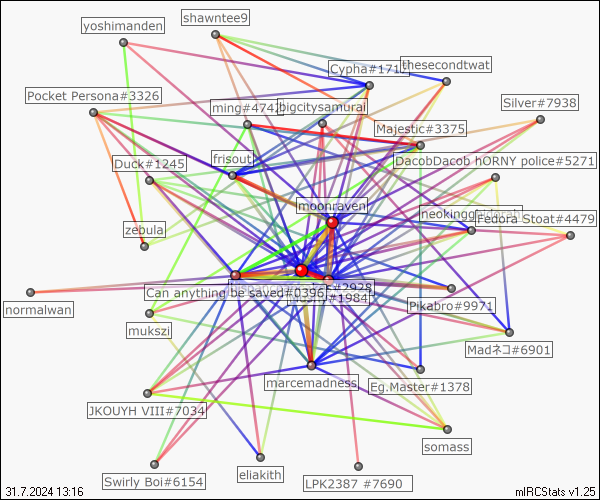 shawntee9
yoshimanden
Cypha#171
thesecondtwat
Pocket Persona#3326
ming#474
bigcitysamurai
Silver#7938
Majestic#3375
Duck#1245
frisout
DacobDacob hORNY police#5271
moonraven
neoking
Fedora Stoat#4479
zebula
#2928
Can anything be saved#0396
#1984
normalwan
Pikabro#9971
mukszi
Madネコ#6901
marcemadness
Eg.Master#1378
JKOUYH VIII#7034
somass
Swirly Boi#6154
eliakith
LPK2387 #7690
31.7.2024 13:16
mIRCStats v1.25